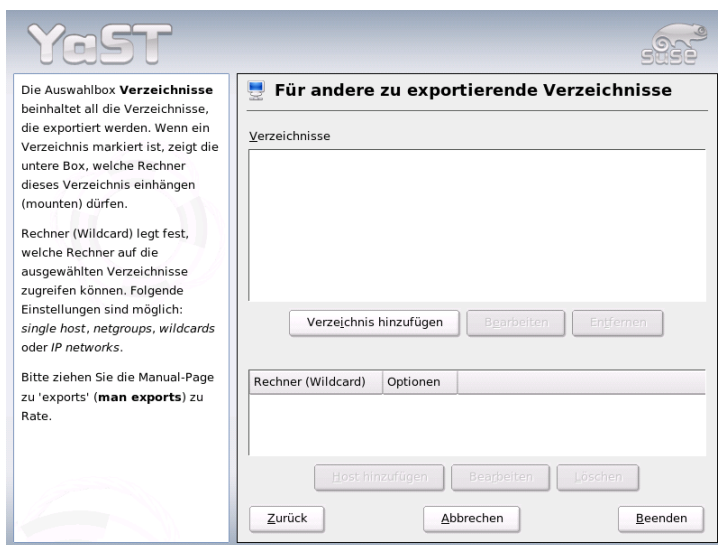 YaST
suse
Die Auswahlbox Verzeichnisse
beinhaltet all die Verzeichnisse,
die exportiert werden. Wenn ein
Verzeichnis markiert ist, zeigt die
untere Box, welche Rechner
dieses Verzeichnis einhängen
(mounten) dürfen.
Rechner (Wildcard) legt fest,
welche Rechner auf die
ausgewählten Verzeichnisse
zugreifen können. Folgende
Einstellungen sind möglich:
single host, netgroups, wildcards
oder IP networks.
Bitte ziehen Sie die Manual-Page
zu 'exports' (man exports) zu
Rate.
Für andere zu exportierende Verzeichnisse
Verzeichnisse
Verzeichnis hinzufügen Bearbeiten Entfernen
Rechner (Wildcard) Optionen
Host hinzufügen Bearbeiten Löschen
Zurück Abbrechen Beenden